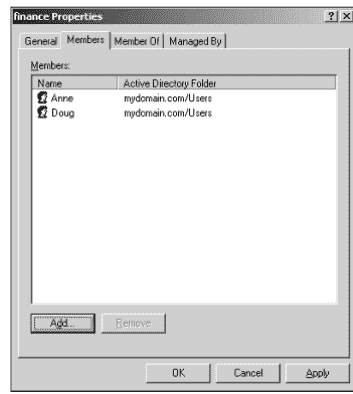 finance Properties
General Members Member Of Managed By
Members:
Name Active Directory Folder
Anne mydomain.com/Users
Doug mydomain.com/Users
Add... Remove
OK Cancel Apply